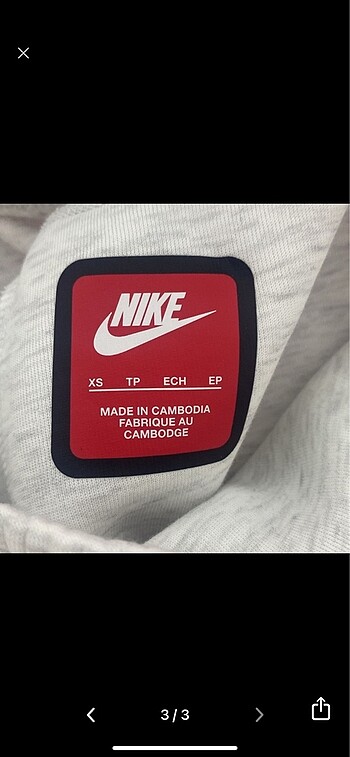 NIKE
XS TP ECH EP
MADE IN CAMBODIA
FABRIQUE AU
CAMBODGE
3/3